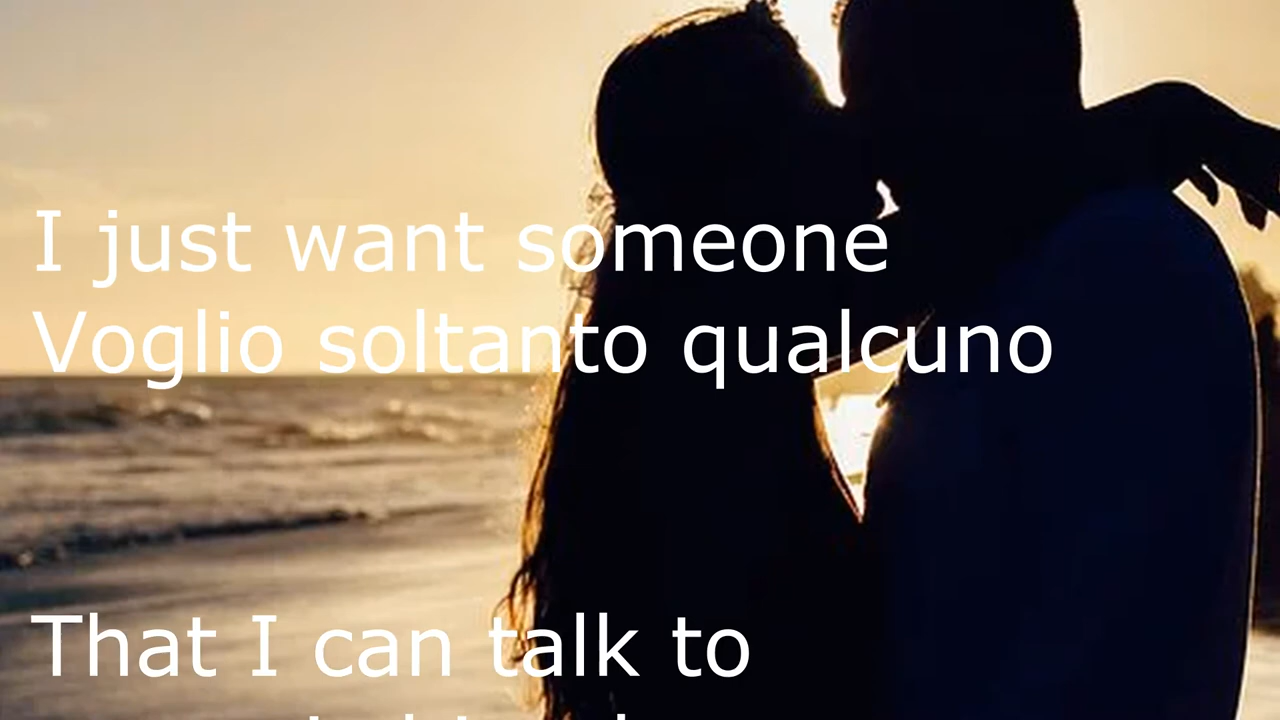 I just want someone
Voglio soltanto qualcuno
That I can talk to